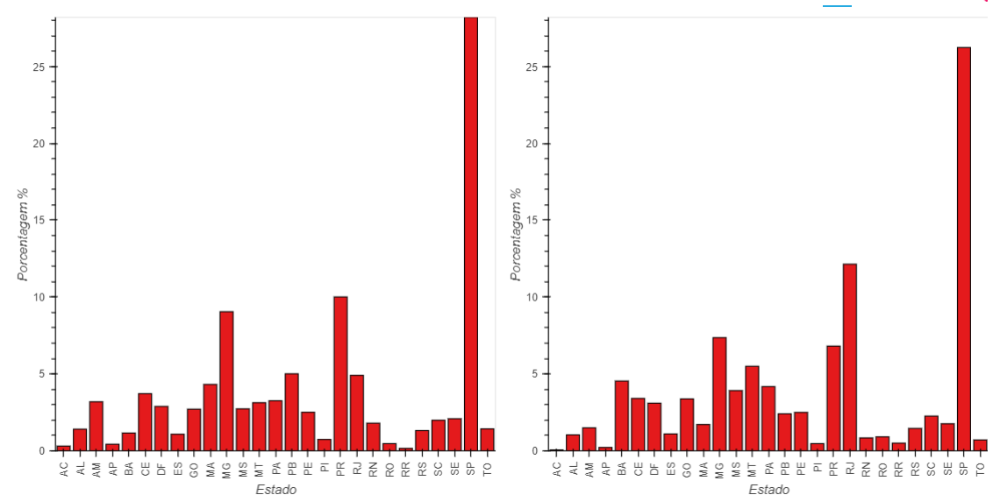 25
20
15
10
5
0
Porcentagem %
AC AL AM AP BA CE DF ES GO MA MG MS MT PA PB PE PI PR RJ RN RO RR RS SC SE SP TO
Estado
25
20
15
10
5
0
Porcentagem %
AC AL AM AP BA CE DF ES GO MA MG MS MT PA PB PE PI PR RJ RN RO RR RS SC SE SP TO
Estado